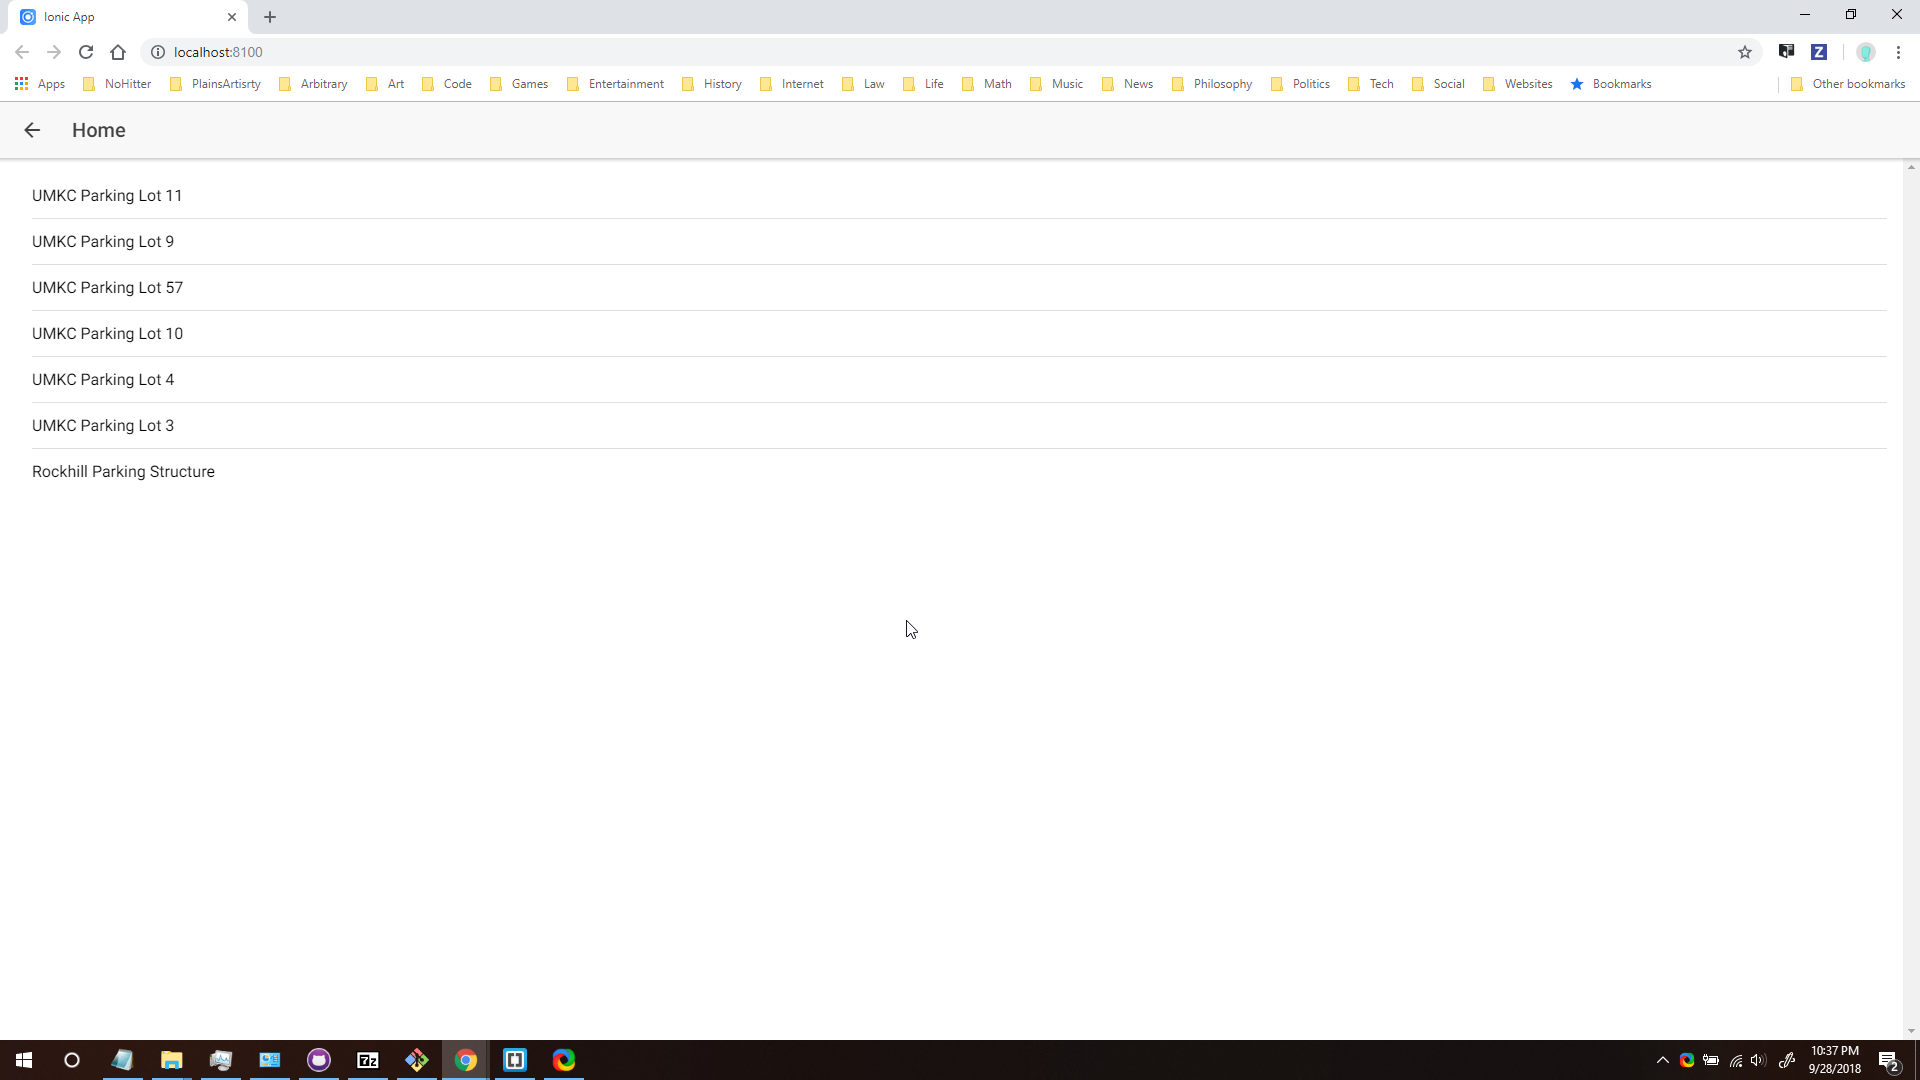 Ionic App
localhost:8100
Apps NoHitter PlainsArtisrty Arbitrary Art Code Games Entertainment History Internet Law Life Math Music News Philosophy Politics Tech Social Websites Bookmarks Other bookmarks
Home
UMKC Parking Lot 11
UMKC Parking Lot 9
UMKC Parking Lot 57
UMKC Parking Lot 10
UMKC Parking Lot 4
UMKC Parking Lot 3
Rockhill Parking Structure
Z
7z
10:37 PM
9/28/2018
2